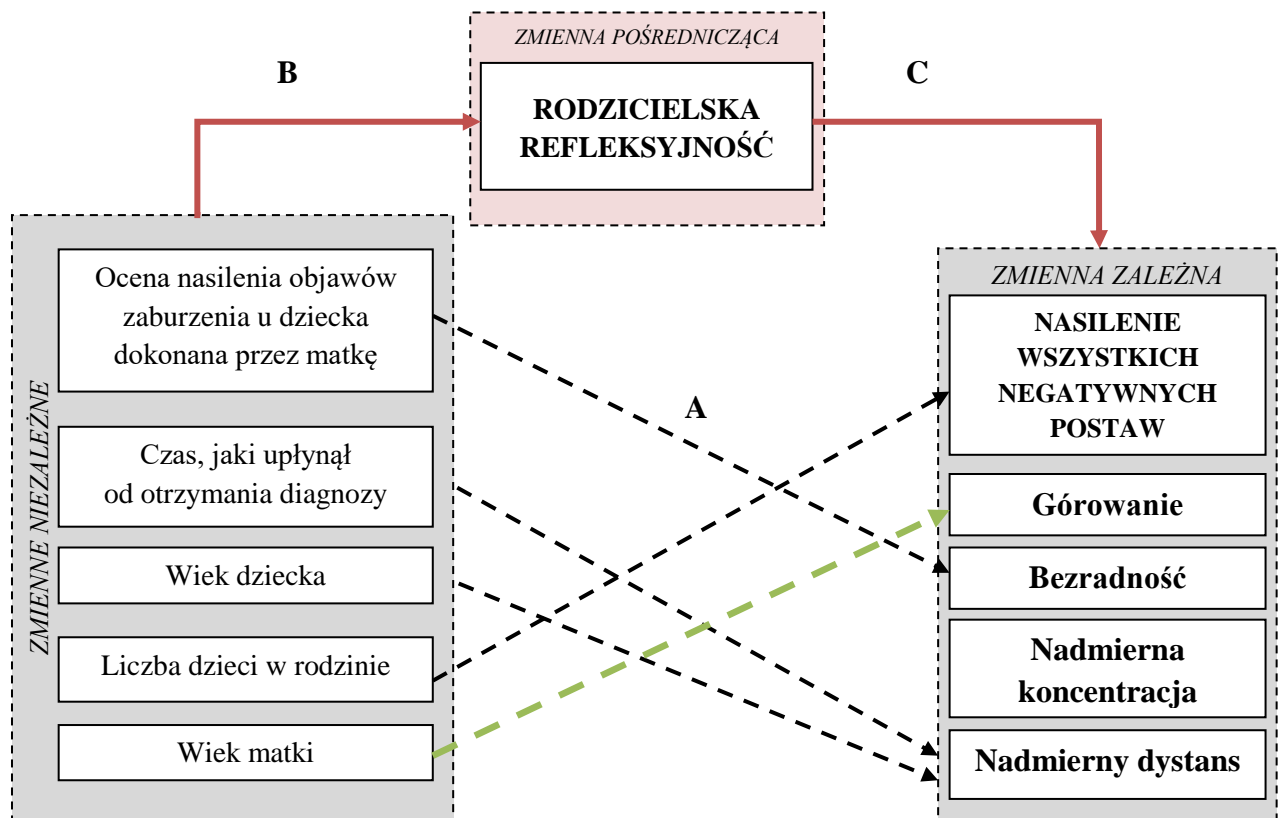 ZMIENNA POŚREDNICZĄCA
B
C
RODZICIELSKA
REFLEKSYJNOŚĆ
ZMIENNE NIEZALEŻNE
Ocena nasilenia objawów
zaburzenia u dziecka
dokonana przez matkę
Czas, jaki upłynął
od otrzymania diagnozy
Wiek dziecka
Liczba dzieci w rodzinie
Wiek matki
A
ZMIENNA ZALEŻNA
NASILENIE
WSZYSTKICH
NEGATYWNYCH
POSTAW
Górowanie
Bezradność
Nadmierna
koncentracja
Nadmierny dystans